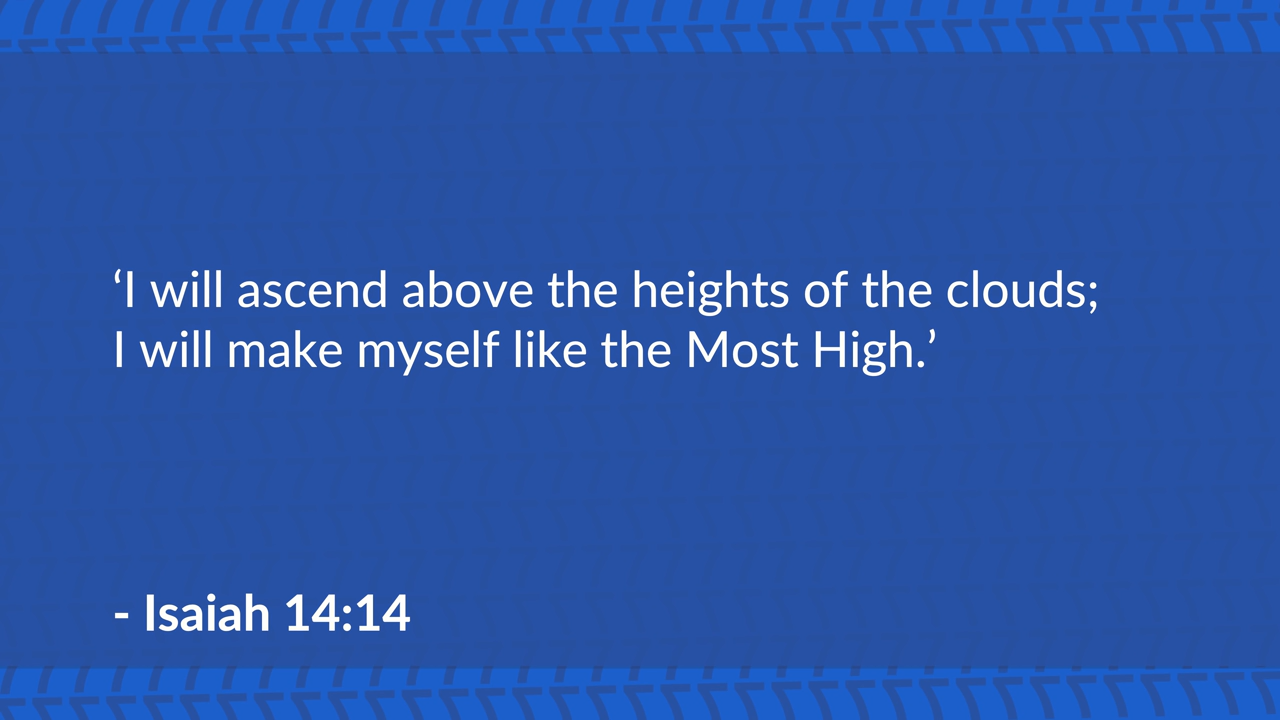 ‘I will ascend above the heights of the clouds;
I will make myself like the Most High.’
- Isaiah 14:14